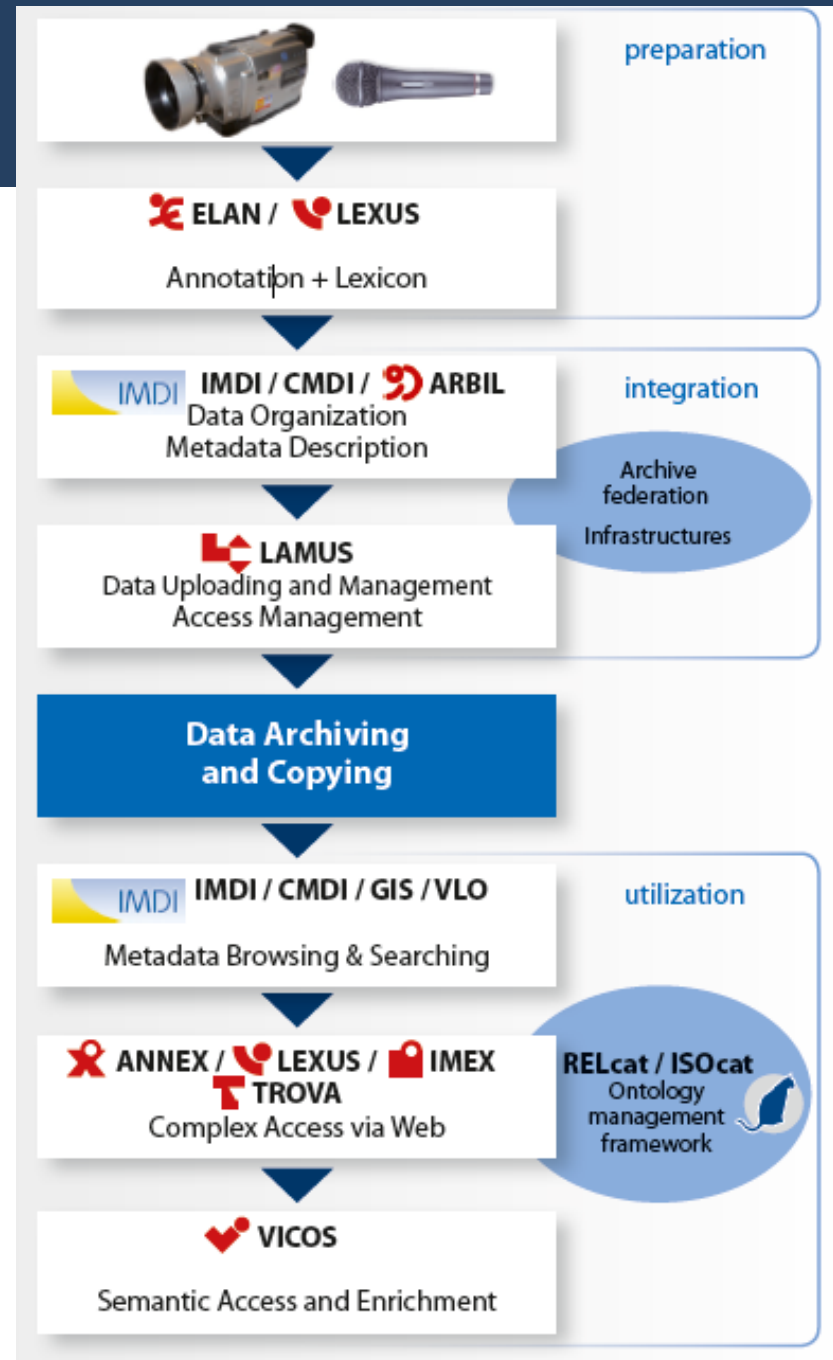 preparation
ELAN / LEXUS
Annotation + Lexicon
IMDI IMDI / CMDI / ARBIL
Data Organization
Metadata Description
integration
Archive
federation
Infrastructures
LAMUS
Data Uploading and Management
Access Management
Data Archiving
and Copying
IMDI IMDI / CMDI / GIS / VLO
Metadata Browsing & Searching
utilization
ANNEX / LEXUS / IMEX
TROVA
Complex Access via Web
RELcat / ISOcat
Ontology
management
framework
VICOS
Semantic Access and Enrichment